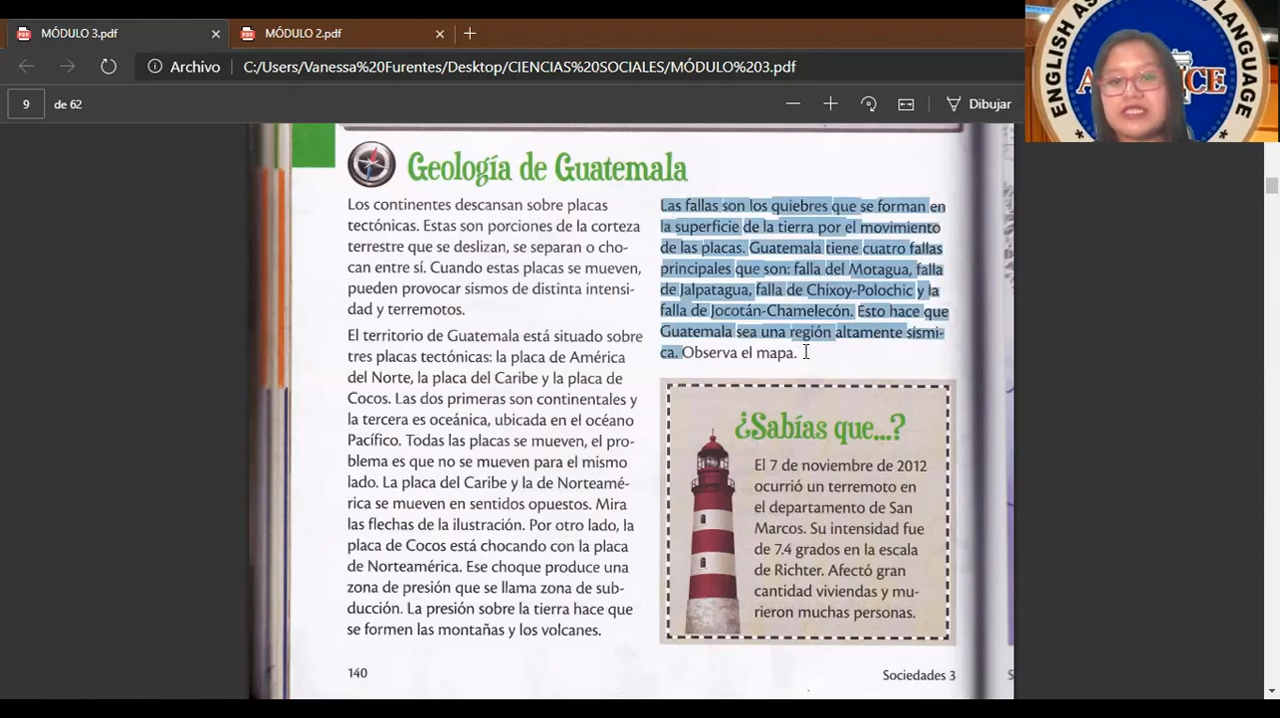 MÓDULO 3.pdf
MÓDULO 2.pdf
Archivo
C:/Users/Vanessa%20Furentes/Desktop/CIENCIAS%20SOCIALES/MÓDULO%203.pdf
9
de 62
Dibujar
ENGLISH AS
LANGUAGE
Geología de Guatemala
Los continentes descansan sobre placas
tectónicas. Estas son porciones de la corteza
terrestre que se deslizan, se separan o cho-
can entre sí. Cuando estas placas se mueven,
pueden provocar sismos de distinta intensi-
dad y terremotos.
El territorio de Guatemala está situado sobre
tres placas tectónicas: la placa de América
del Norte, la placa del Caribe y la placa de
Cocos. Las dos primeras son continentales y
la tercera es oceánica, ubicada en el océano
Pacífico. Todas las placas se mueven, el pro-
blema es que no se mueven para el mismo
lado. La placa del Caribe y la de Norteamé-
rica se mueven en sentidos opuestos. Mira
las flechas de la ilustración. Por otro lado, la
placa de Cocos está chocando con la placa
de Norteamérica. Ese choque produce una
zona de presión que se llama zona de sub-
ducción. La presión sobre la tierra hace que
se formen las montañas y los volcanes.
Las fallas son los quiebres que se forman en
la superficie de la tierra por el movimiento
de las placas. Guatemala tiene cuatro fallas
principales que son: falla del Motagua, falla
de Jalpatagua, falla de Chixoy-Polochic y la
falla de Jocotán-Chamelecón. Esto hace que
Guatemala sea una región altamente sísmi-
ca. Observa el mapa.
¿Sabías que...?
El 7 de noviembre de 2012
ocurrió un terremoto en
el departamento de San
Marcos. Su intensidad fue
de 7.4 grados en la escala
de Richter. Afectó gran
cantidad viviendas y mu-
rieron muchas personas.
140
Sociedades 3